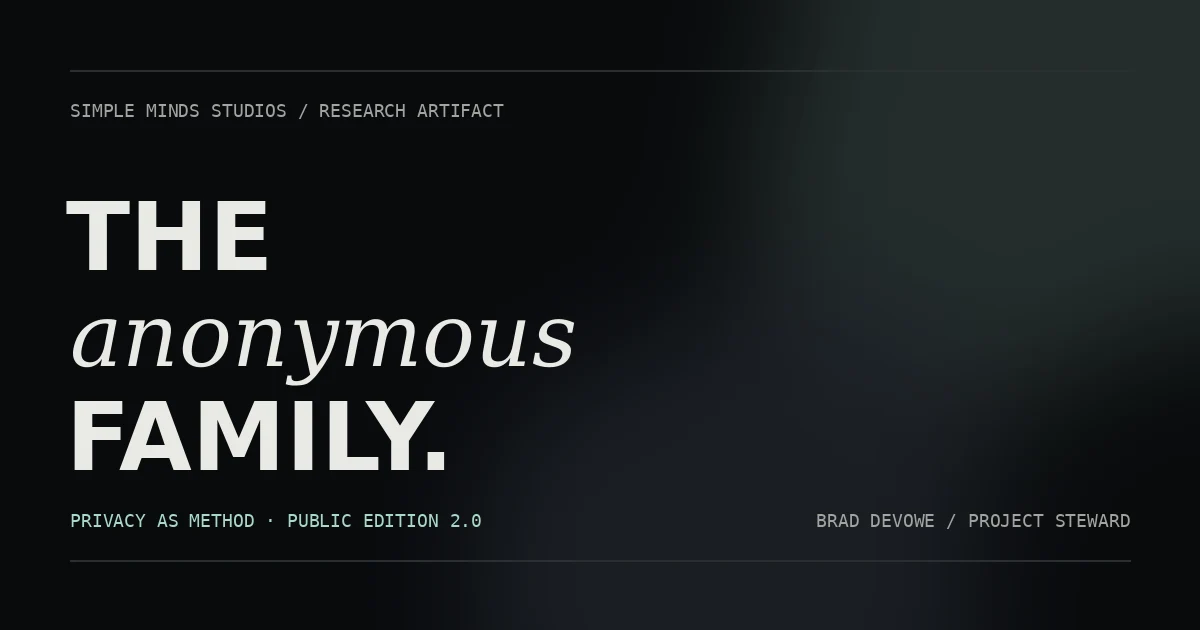 SIMPLE MINDS STUDIOS / RESEARCH ARTIFACT
THE
anonymous
FAMILY.
PRIVACY AS METHOD · PUBLIC EDITION 2.0
BRAD DEVOWE / PROJECT STEWARD